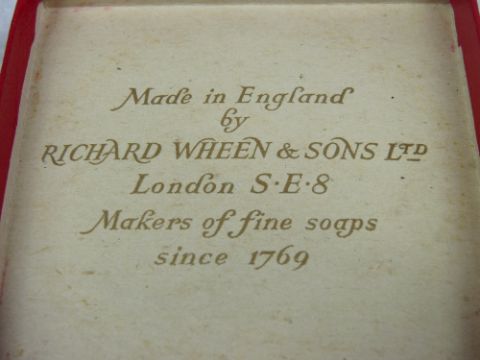 Made in England
by
RICHARD WHEEN & SONS LTD
London S·E·8
Makers of fine soaps
since 1769